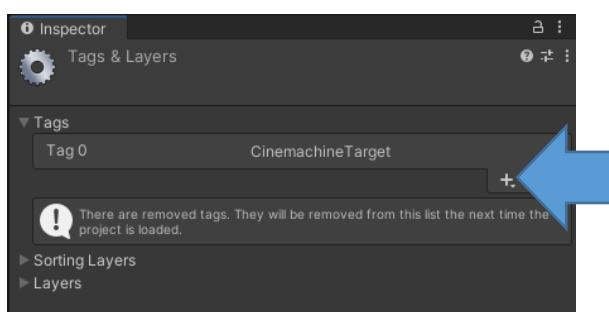 Inspector
Tags & Layers
Tags
Tag 0 CinemachineTarget
There are removed tags. They will be removed from this list the next time the
project is loaded.
Sorting Layers
Layers